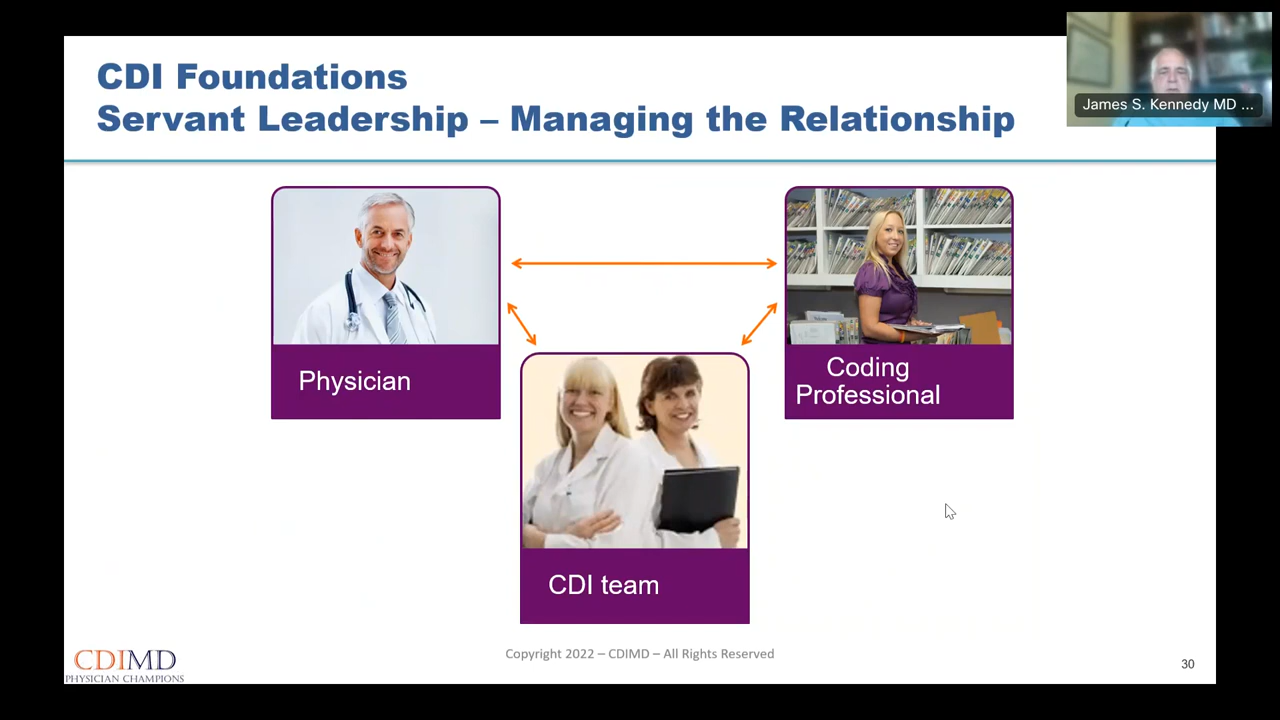 CDI Foundations
Servant Leadership – Managing the Relationship
James S. Kennedy MD ...
Physician
Coding
Professional
CDI team
CDIMD
PHYSICIAN CHAMPIONS
Copyright 2022 – CDIMD – All Rights Reserved
30